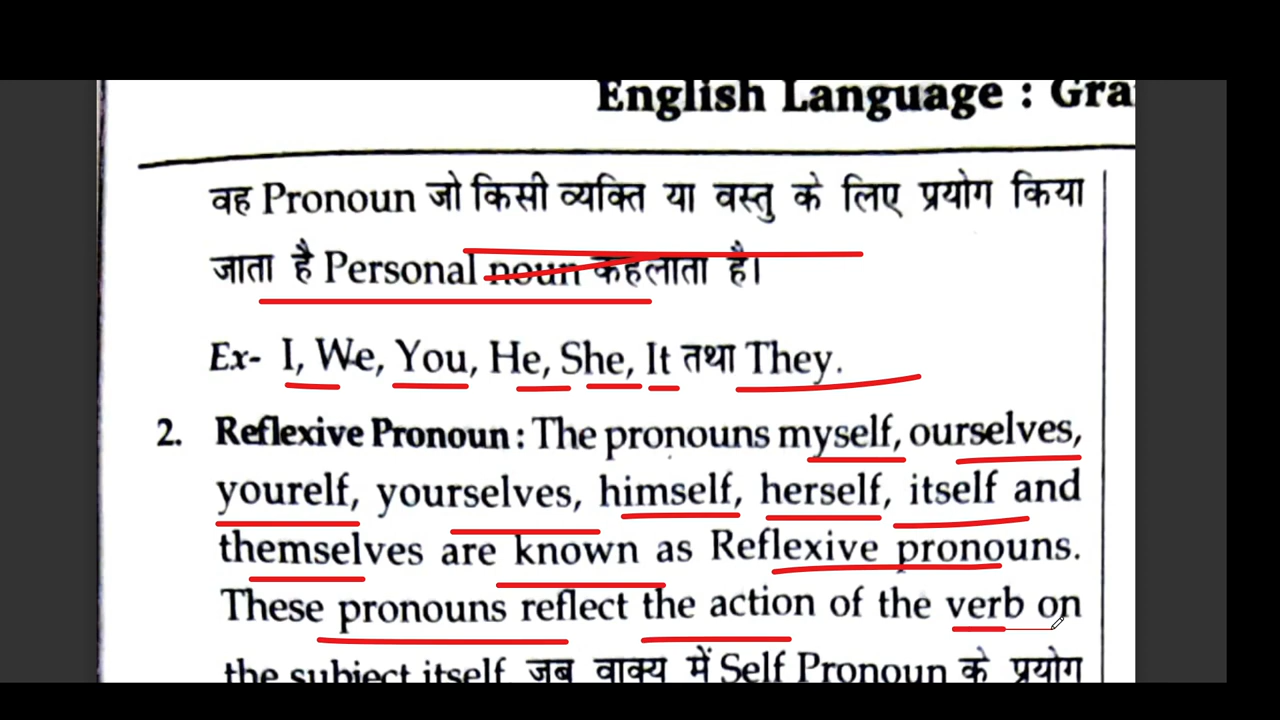 English Language : Gra
वह Pronoun जो किसी व्यक्ति या वस्तु के लिए प्रयोग किया
जाता है Personal noun कहलाता है।
Ex- I, We, You, He, She, It तथा They.
2. Reflexive Pronoun : The pronouns myself, ourselves,
yourelf, yourselves, himself, herself, itself and
themselves are known as Reflexive pronouns.
These pronouns reflect the action of the verb on
the subject itself. जब वाक्य में Self Pronoun के प्रयोग